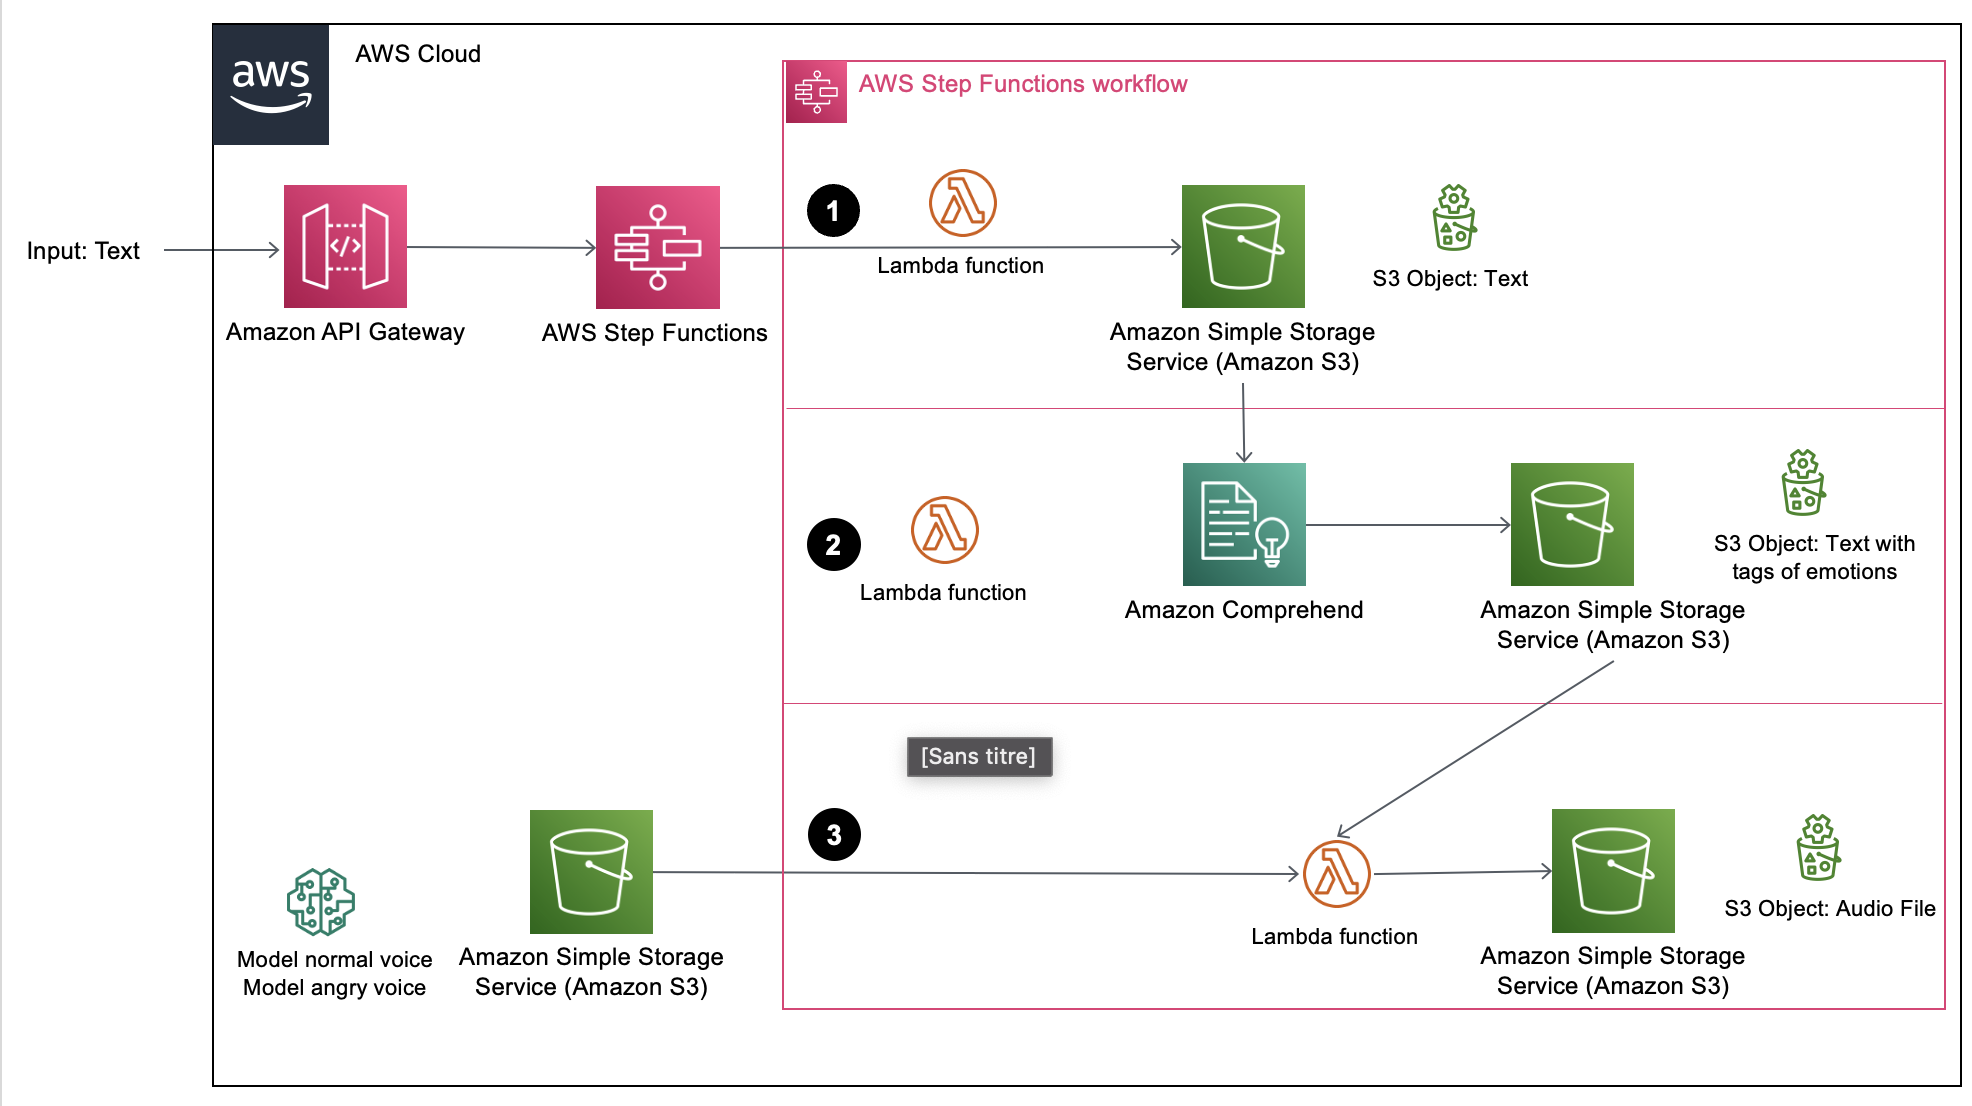 aws
AWS Cloud
AWS Step Functions workflow
1
Lambda function
Input: Text
</>
Amazon API Gateway
AWS Step Functions
Amazon Simple Storage
Service (Amazon S3)
S3 Object: Text
2
Lambda function
Amazon Comprehend
Amazon Simple Storage
Service (Amazon S3)
S3 Object: Text with
tags of emotions
[Sans titre]
3
Model normal voice
Model angry voice
Amazon Simple Storage
Service (Amazon S3)
Lambda function
Amazon Simple Storage
Service (Amazon S3)
S3 Object: Audio File